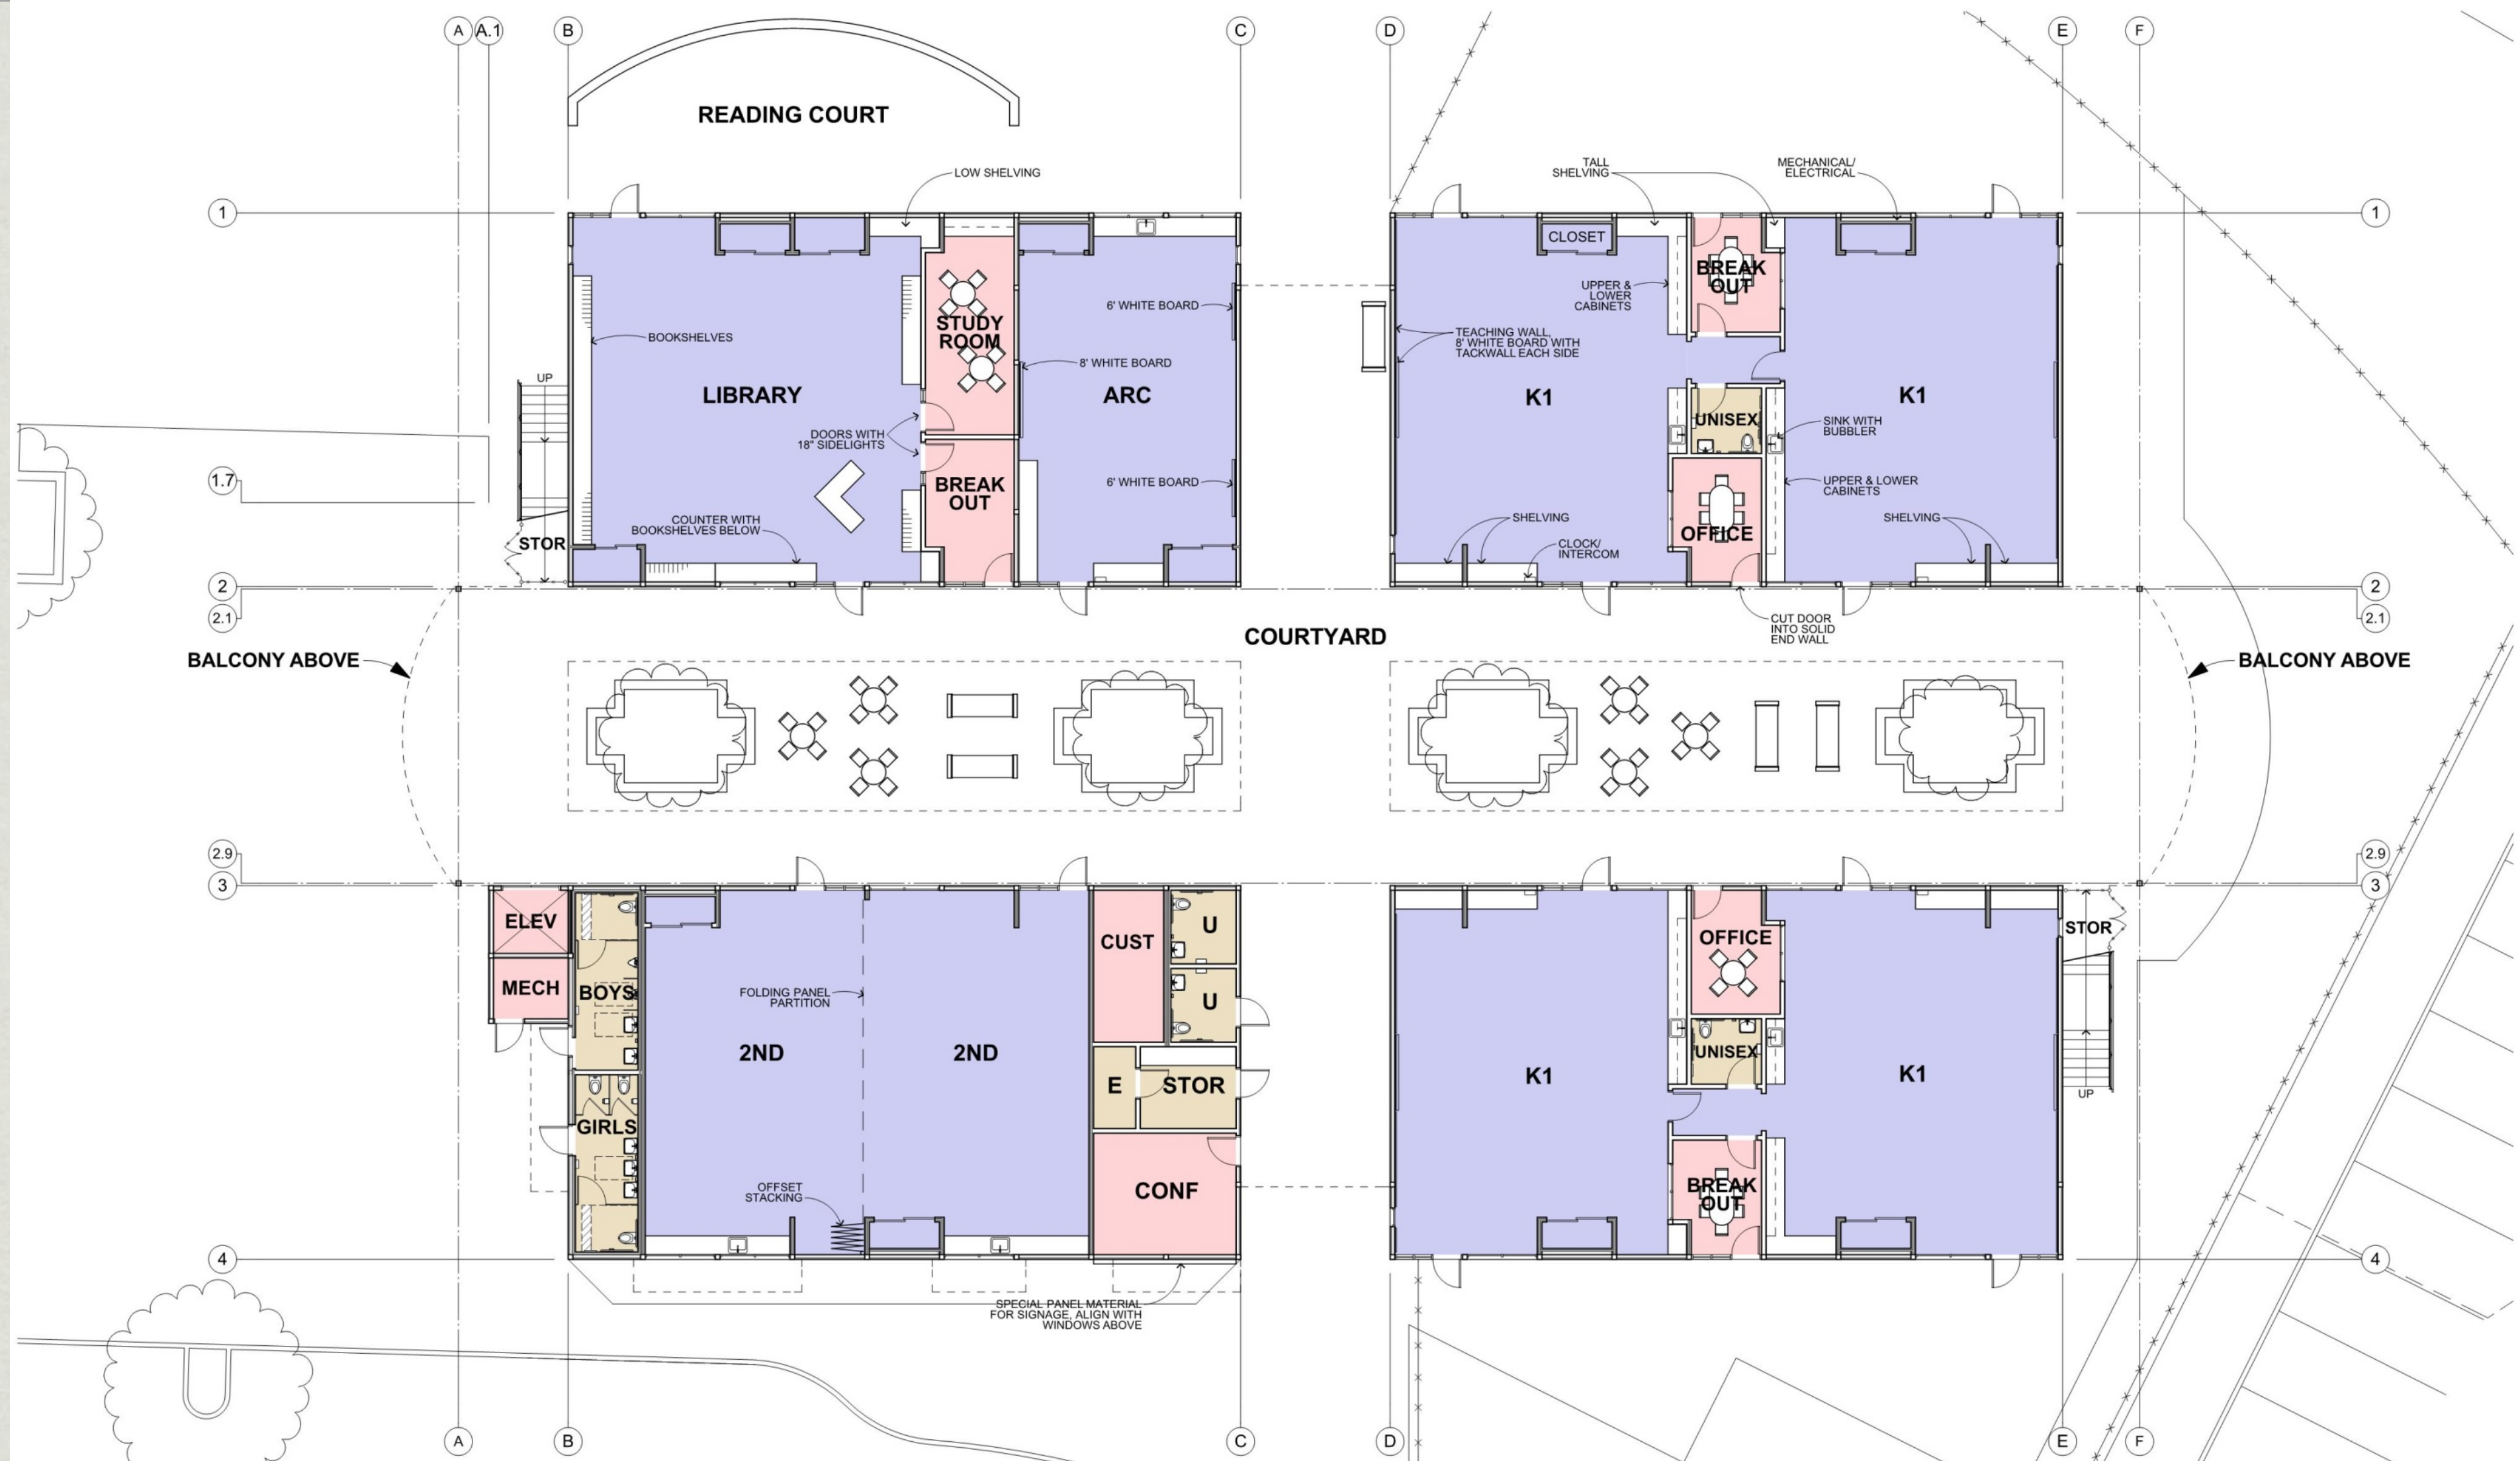 A
A.1
B
C
D
E
F
READING COURT
LOW SHELVING
TALL
SHELVING
MECHANICAL/
ELECTRICAL
1
1
CLOSET
BREAK
OUT
UPPER &
LOWER
CABINETS
6' WHITE BOARD
STUDY
ROOM
BOOKSHELVES
TEACHING WALL,
8' WHITE BOARD WITH
TACKWALL EACH SIDE
8' WHITE BOARD
UP
LIBRARY
ARC
K1
K1
UNISEX
SINK WITH
BUBBLER
DOORS WITH
18" SIDELIGHTS
1.7
BREAK
OUT
6' WHITE BOARD
UPPER & LOWER
CABINETS
COUNTER WITH
BOOKSHELVES BELOW
SHELVING
SHELVING
OFFICE
STOR
CLOCK/
INTERCOM
2
2
2.1
2.1
CUT DOOR
INTO SOLID
END WALL
COURTYARD
BALCONY ABOVE
BALCONY ABOVE
2.9
2.9
3
3
ELEV
U
CUST
OFFICE
STOR
MECH
BOYS
FOLDING PANEL
PARTITION
U
2ND
2ND
UNISEX
K1
K1
E
STOR
UP
GIRLS
OFFSET
STACKING
CONF
BREAK
OUT
4
4
SPECIAL PANEL MATERIAL
FOR SIGNAGE, ALIGN WITH
WINDOWS ABOVE
A
B
C
D
E
F